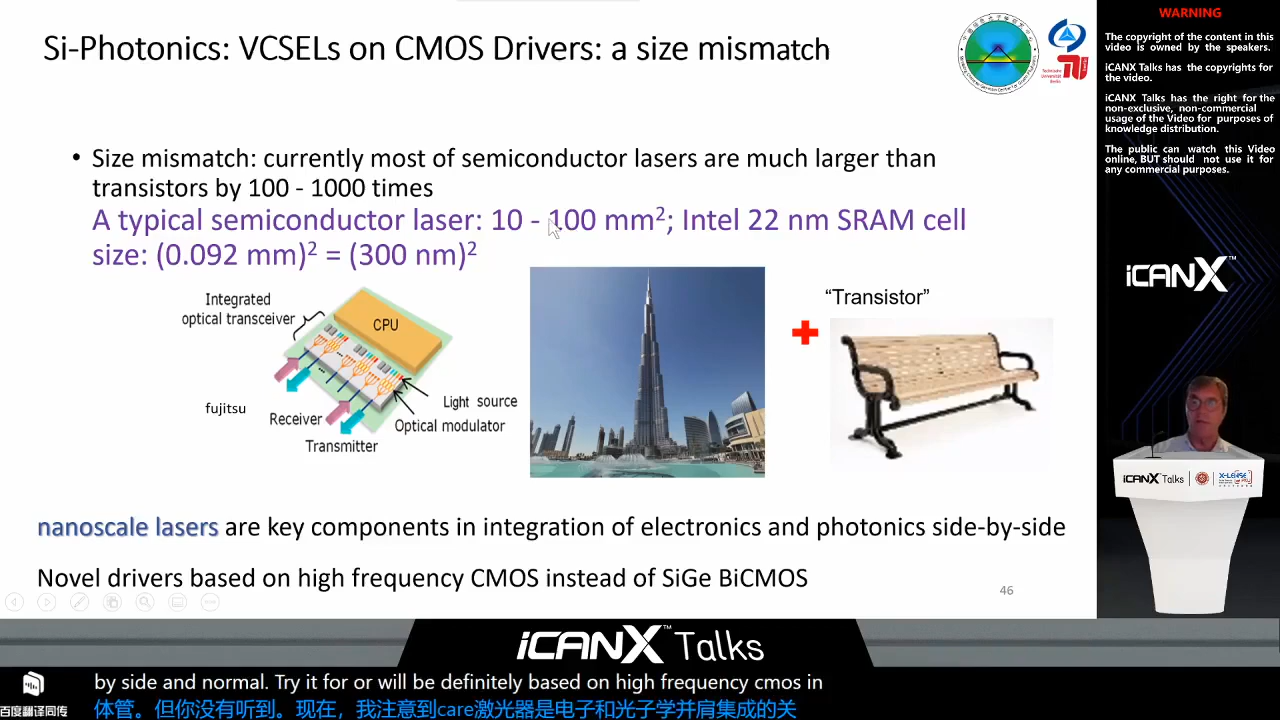 Si-Photonics: VCSELs on CMOS Drivers: a size mismatch
• Size mismatch: currently most of semiconductor lasers are much larger than
transistors by 100 - 1000 times
A typical semiconductor laser: 10 - 100 mm²; Intel 22 nm SRAM cell
size: (0.092 mm)² = (300 nm)²
Integrated
optical transceiver
CPU
fujitsu
Receiver
Transmitter
Light source
Optical modulator
“Transistor”
nanoscale lasers are key components in integration of electronics and photonics side-by-side
Novel drivers based on high frequency CMOS instead of SiGe BiCMOS
46
WARNING
The copyright of the content in this
video is owned by the speakers.
iCANX Talks has the copyrights for
the video.
iCANX Talks has the right for the
non-exclusive, non-commercial
usage of the Video for purposes of
knowledge distribution.
The public can watch this Video
online, BUT should not use it for
any commercial purposes.
iCANX™
iCANX Talks
iCANX™ Talks
by side and normal. Try it for or will be definitely based on high frequency cmos in
百度翻译同传
体管。但你没有听到。现在，我注意到care激光器是电子和光子学并肩集成的关